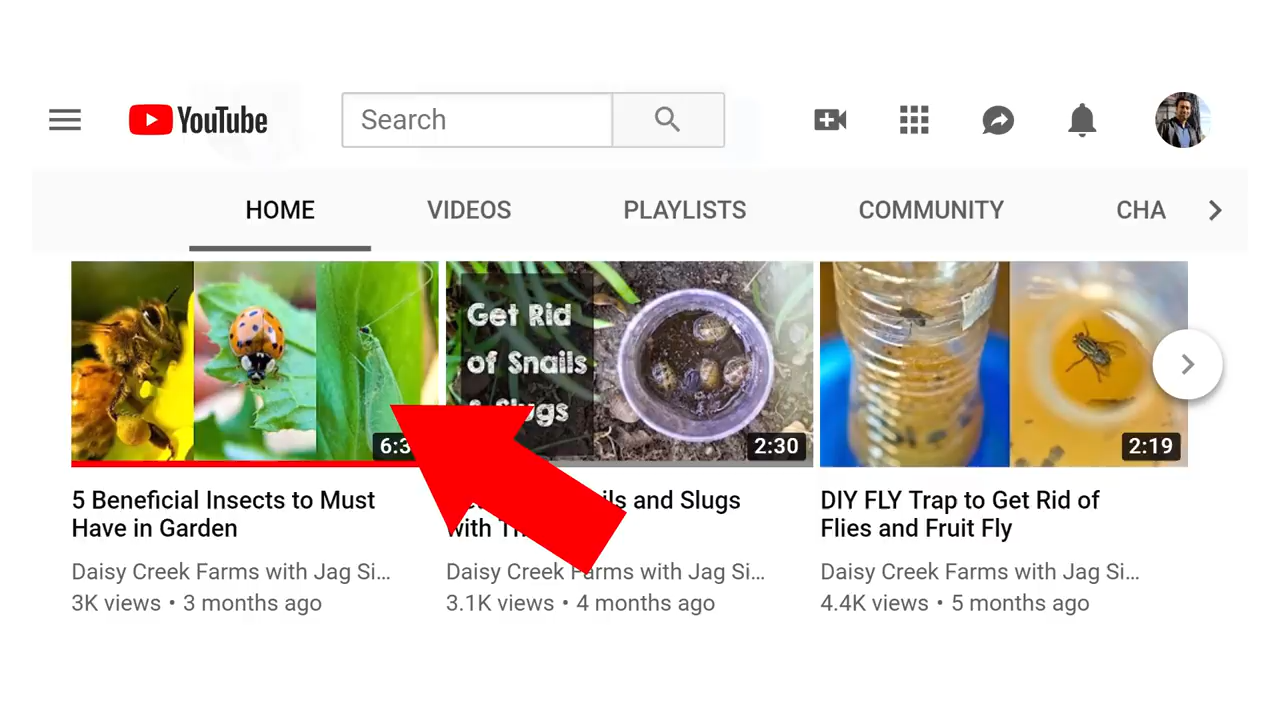 YouTube
Search
HOME VIDEOS PLAYLISTS COMMUNITY CHA
Get Rid
of Snails
2:30
2:19
5 Beneficial Insects to Must
Have in Garden
and Slugs
with
DIY FLY Trap to Get Rid of
Flies and Fruit Fly
Daisy Creek Farms with Jag Si...
3K views • 3 months ago
Daisy Creek Farms with Jag Si...
3.1K views • 4 months ago
Daisy Creek Farms with Jag Si...
4.4K views • 5 months ago